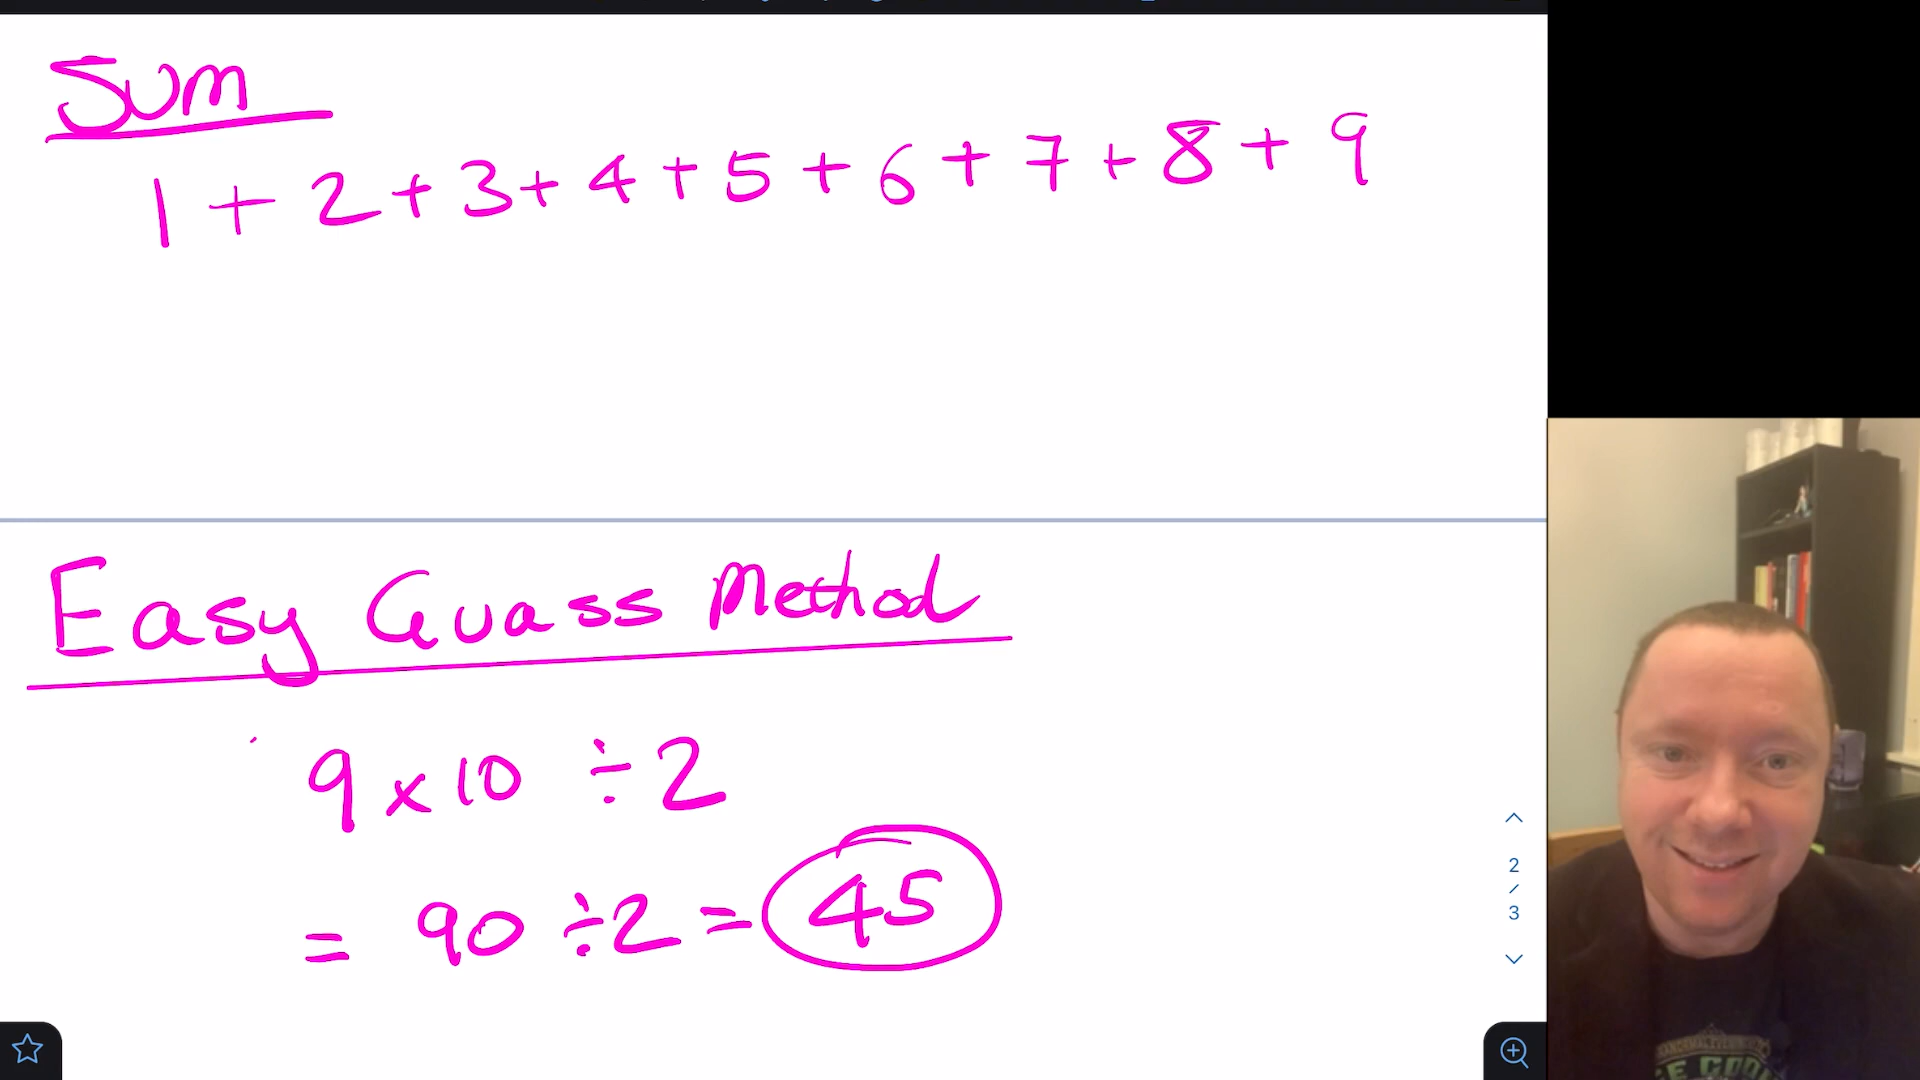 Sum
1 + 2 + 3 + 4 + 5 + 6 + 7 + 8 + 9
Easy Guass Method
9 x 10 ÷ 2
= 90 ÷ 2 = 45
2
/
3